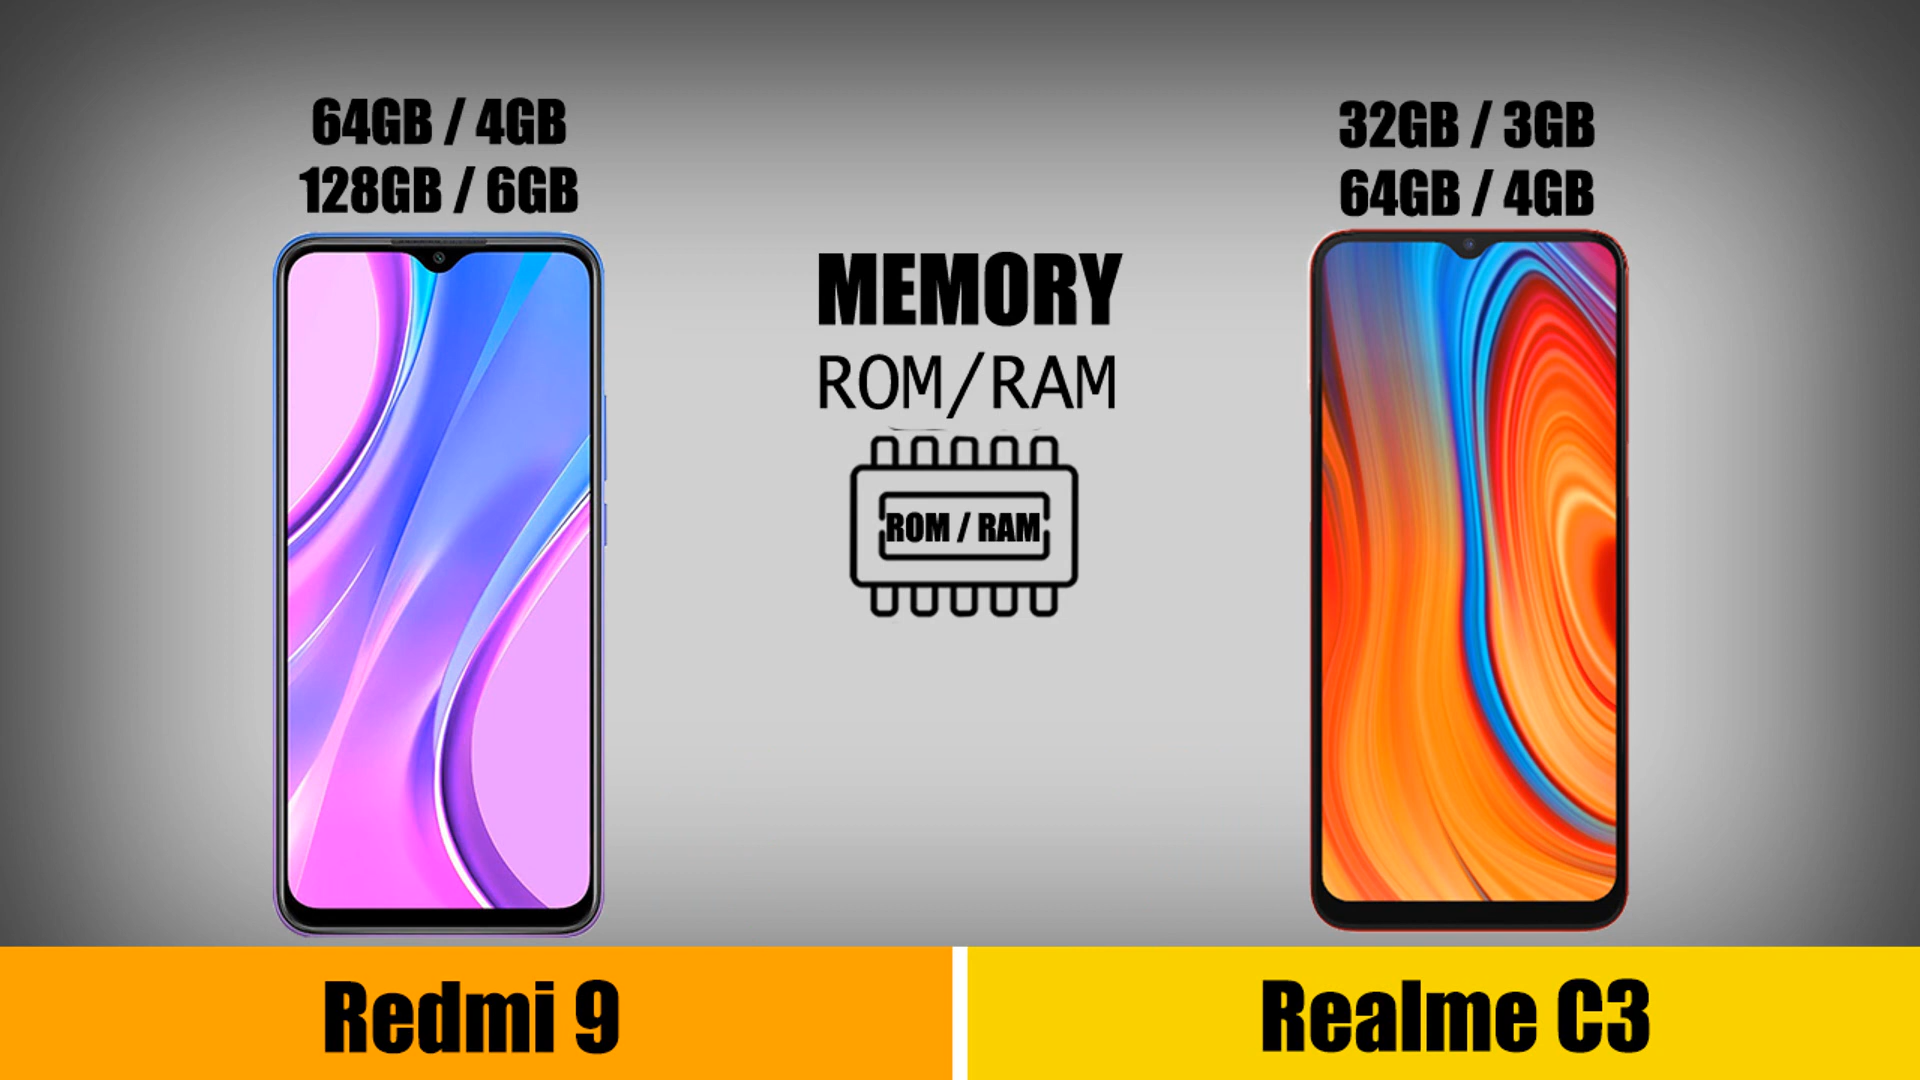 64GB / 4GB
128GB / 6GB
32GB / 3GB
64GB / 4GB
MEMORY
ROM/RAM
ROM / RAM
Redmi 9
Realme C3